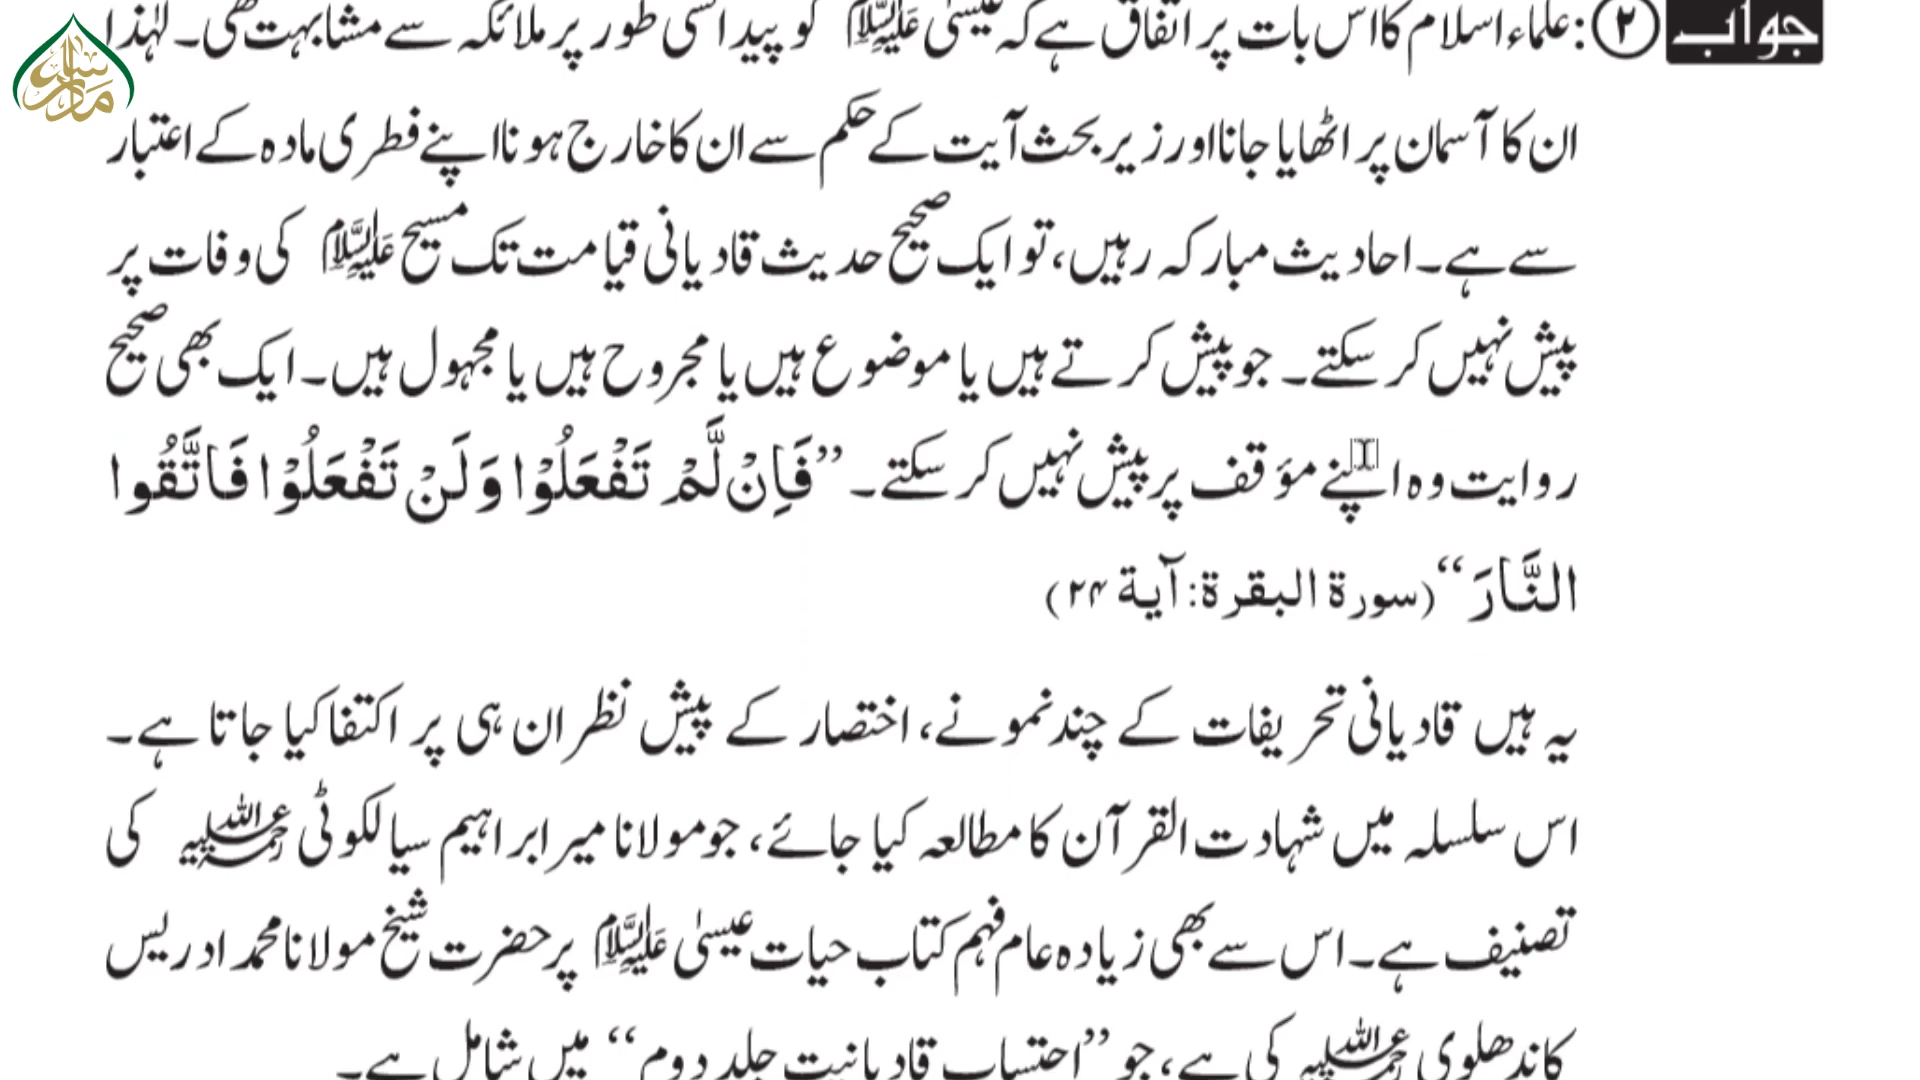 جواب ۲: علماء اسلام کا اس بات پر اتفاق ہے کہ عیسیٰ علیہ السلام کو پیدائشی طور پر ملائکہ سے مشابہت تھی۔ لہٰذا
ان کا آسمان پر اٹھایا جانا اور زیر بحث آیت کے حکم سے ان کا خارج ہونا اپنے فطری مادہ کے اعتبار
سے ہے۔ احادیث مبارکہ رہیں، تو ایک صحیح حدیث قادیانی قیامت تک مسیح علیہ السلام کی وفات پر
پیش نہیں کر سکتے۔ جو پیش کرتے ہیں یا موضوع ہیں یا مجروح ہیں یا مجہول ہیں۔ ایک بھی صحیح
روایت وہ اپنے مؤقف پر پیش نہیں کر سکتے۔ ’’فَاِنْ لَّمْ تَفْعَلُوْا وَلَنْ تَفْعَلُوْا فَاتَّقُوا
النَّارَ‘‘ (سورۃ البقرۃ: آیۃ ۲۴)
یہ ہیں قادیانی تحریفات کے چند نمونے، اختصار کے پیش نظر ان ہی پر اکتفا کیا جاتا ہے۔
اس سلسلہ میں شہادت القرآن کا مطالعہ کیا جائے، جو مولانا میر ابراہیم سیالکوٹی رحمۃ اللہ علیہ کی
تصنیف ہے۔ اس سے بھی زیادہ عام فہم کتاب حیات عیسیٰ علیہ السلام پر حضرت شیخ مولانا محمد ادریس
کاندھلوی رحمۃ اللہ علیہ کی ہے، جو ’’احتساب قادیانیت جلد دوم‘‘ میں شامل ہے۔